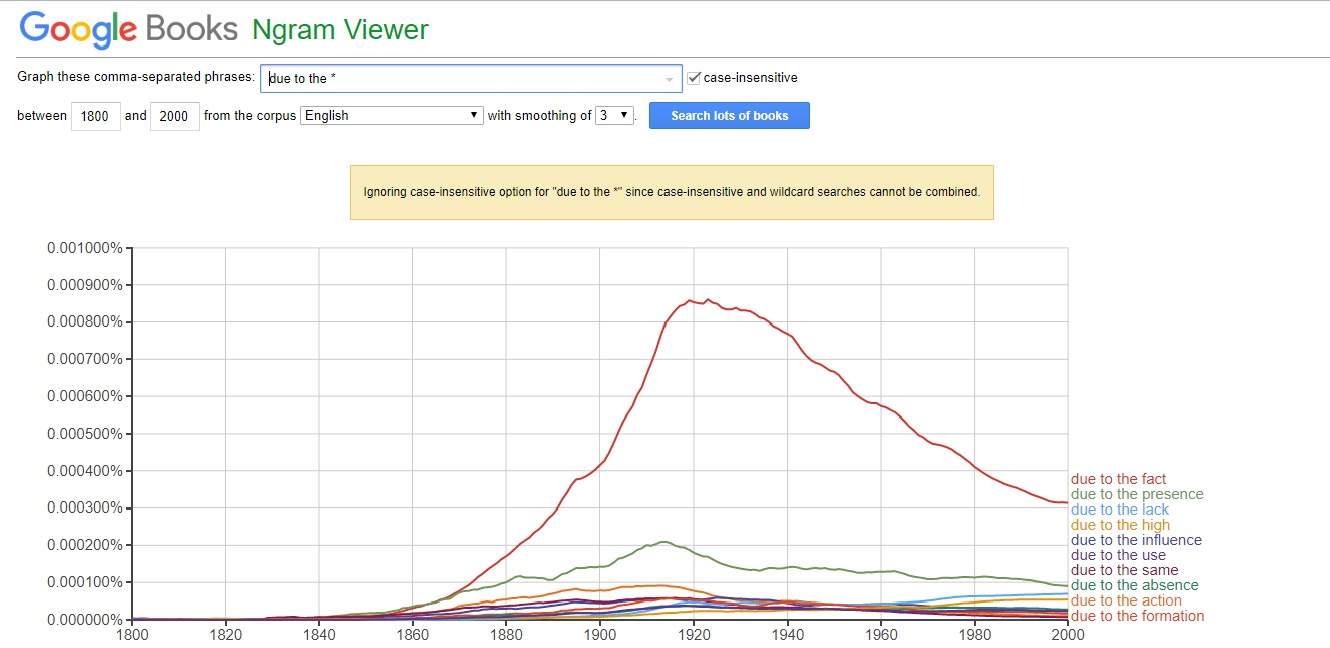 Google Books Ngram Viewer
Graph these comma-separated phrases: due to the * case-insensitive
between 1800 and 2000 from the corpus English with smoothing of 3. Search lots of books
Ignoring case-insensitive option for "due to the *" since case-insensitive and wildcard searches cannot be combined.
0.001000%
0.000900%
0.000800%
0.000700%
0.000600%
0.000500%
0.000400%
0.000300%
0.000200%
0.000100%
0.000000%
1800 1820 1840 1860 1880 1900 1920 1940 1960 1980 2000
due to the fact
due to the presence
due to the lack
due to the high
due to the influence
due to the use
due to the same
due to the absence
due to the action
due to the formation